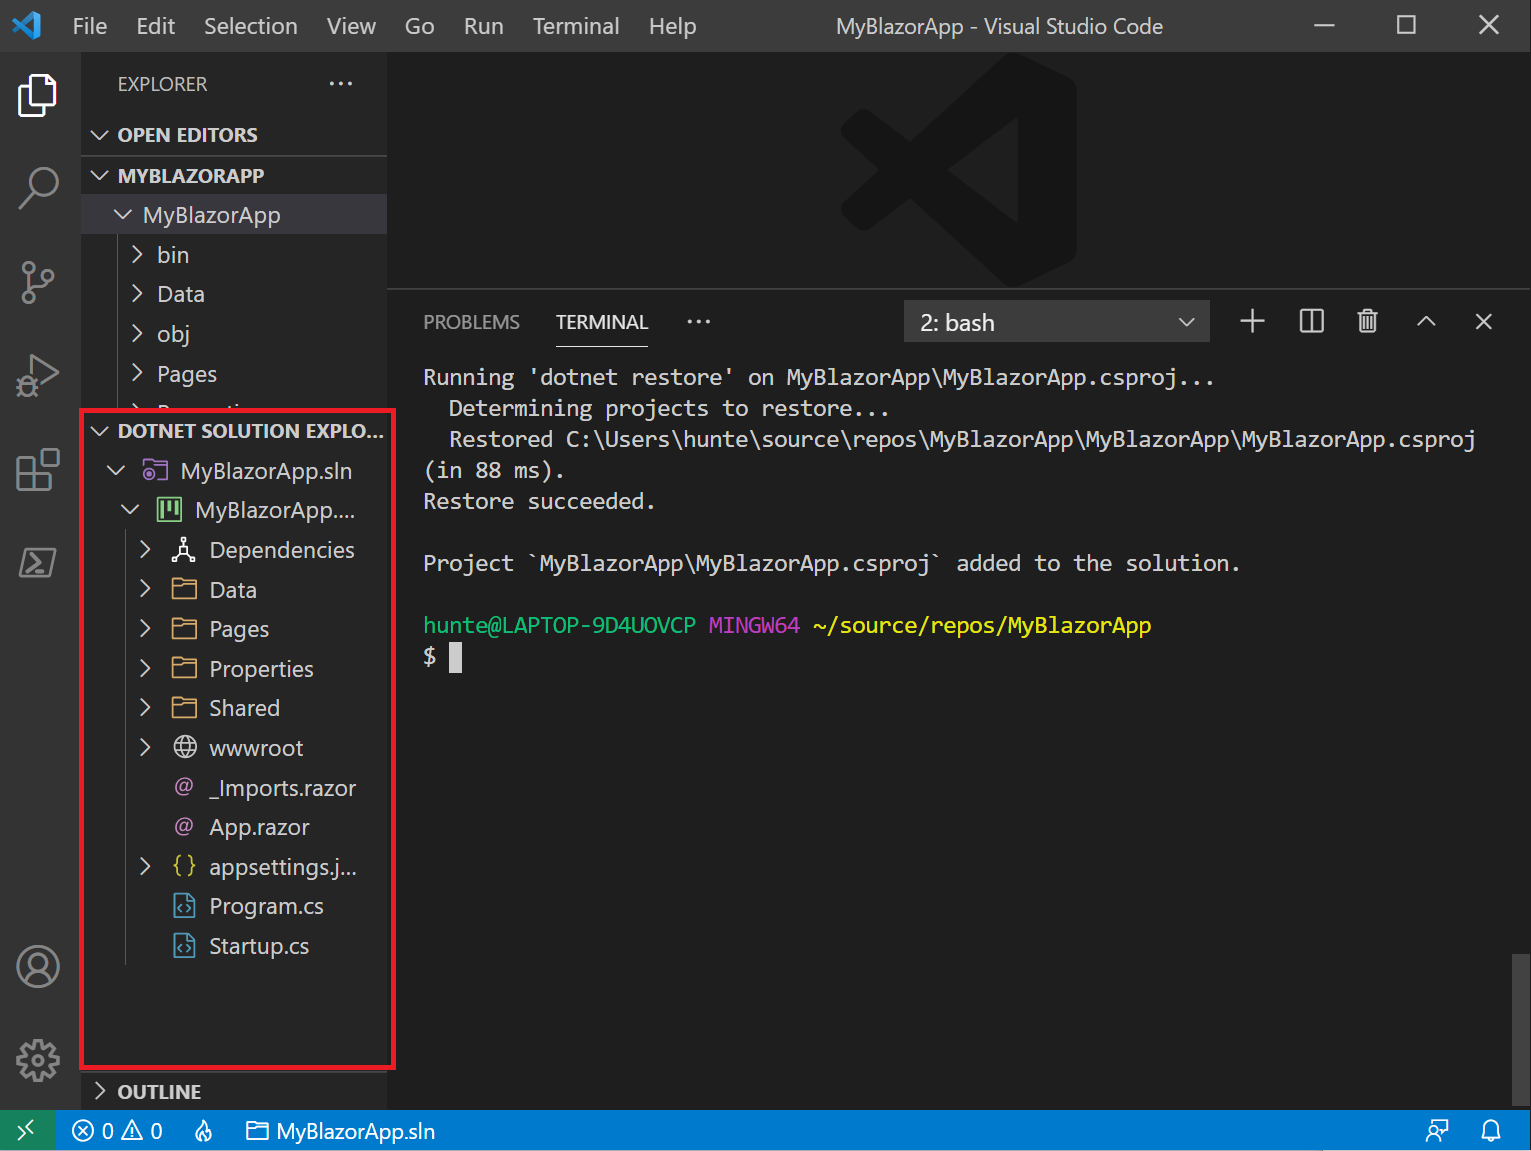 File Edit Selection View Go Run Terminal Help MyBlazorApp - Visual Studio Code
EXPLORER
OPEN EDITORS
MYBLAZORAPP
MyBlazorApp
bin
Data
obj
Pages
DOTNET SOLUTION EXPLO...
MyBlazorApp.sln
MyBlazorApp....
Dependencies
Data
Pages
Properties
Shared
wwwroot
@ _Imports.razor
@ App.razor
{} appsettings.j...
Program.cs
Startup.cs
OUTLINE
PROBLEMS TERMINAL ... 2: bash
Running 'dotnet restore' on MyBlazorApp\MyBlazorApp.csproj...
Determining projects to restore...
Restored C:\Users\hunte\source\repos\MyBlazorApp\MyBlazorApp\MyBlazorApp.csproj
(in 88 ms).
Restore succeeded.
Project `MyBlazorApp\MyBlazorApp.csproj` added to the solution.
hunte@LAPTOP-9D4UOVCP MINGW64 ~/source/repos/MyBlazorApp
$
0 0 MyBlazorApp.sln